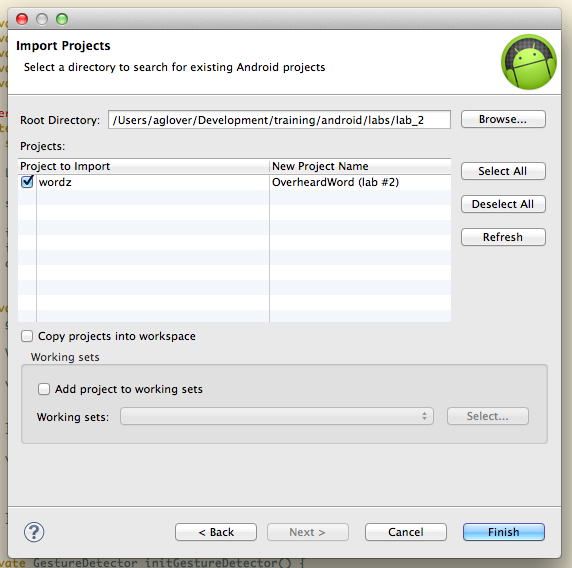 Import Projects
Select a directory to search for existing Android projects
Root Directory: /Users/aglover/Development/training/android/labs/lab_2 Browse...
Projects:
Project to Import New Project Name
wordz OverheardWord (lab #2)
Select All
Deselect All
Refresh
Copy projects into workspace
Working sets
Add project to working sets
Working sets: Select...
? < Back Next > Cancel Finish
vate GestureDetector initGestureDetector() {